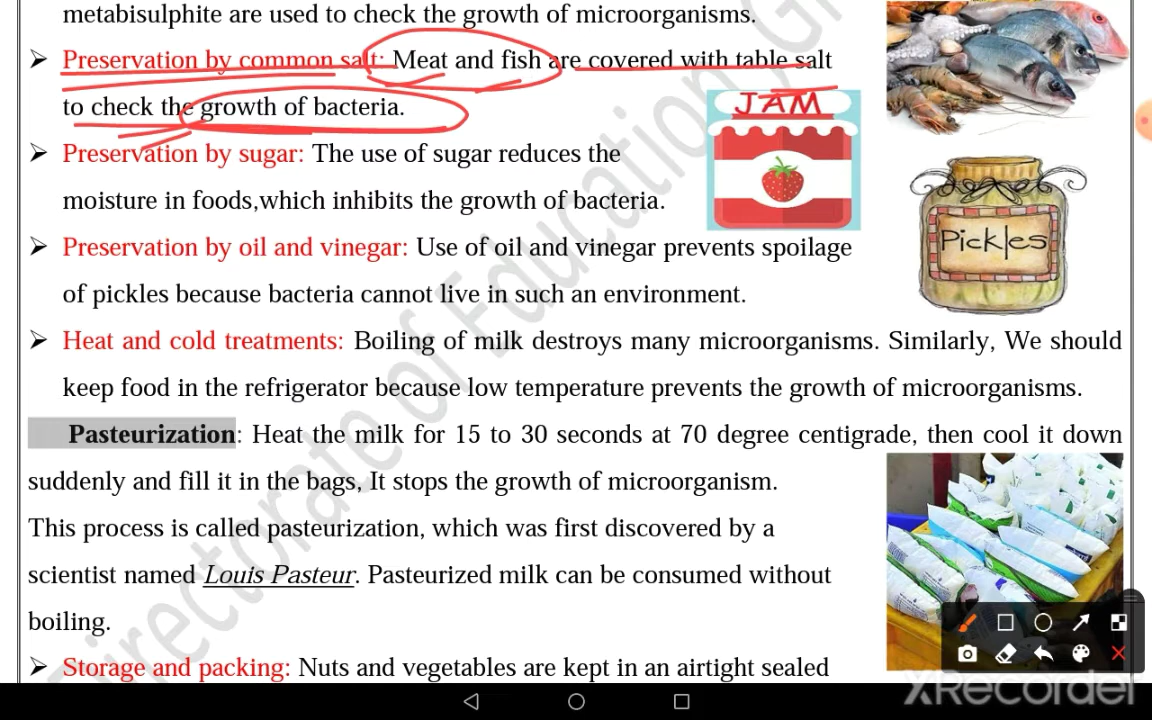 metabisulphite are used to check the growth of microorganisms.
➢ Preservation by common salt: Meat and fish are covered with table salt
to check the growth of bacteria.
JAM
➢ Preservation by sugar: The use of sugar reduces the
moisture in foods,which inhibits the growth of bacteria.
Pickles
➢ Preservation by oil and vinegar: Use of oil and vinegar prevents spoilage
of pickles because bacteria cannot live in such an environment.
➢ Heat and cold treatments: Boiling of milk destroys many microorganisms. Similarly, We should
keep food in the refrigerator because low temperature prevents the growth of microorganisms.
Pasteurization: Heat the milk for 15 to 30 seconds at 70 degree centigrade, then cool it down
suddenly and fill it in the bags, It stops the growth of microorganism.
This process is called pasteurization, which was first discovered by a
scientist named Louis Pasteur. Pasteurized milk can be consumed without
boiling.
➢ Storage and packing: Nuts and vegetables are kept in an airtight sealed
Directorate of Education G
XRecorder